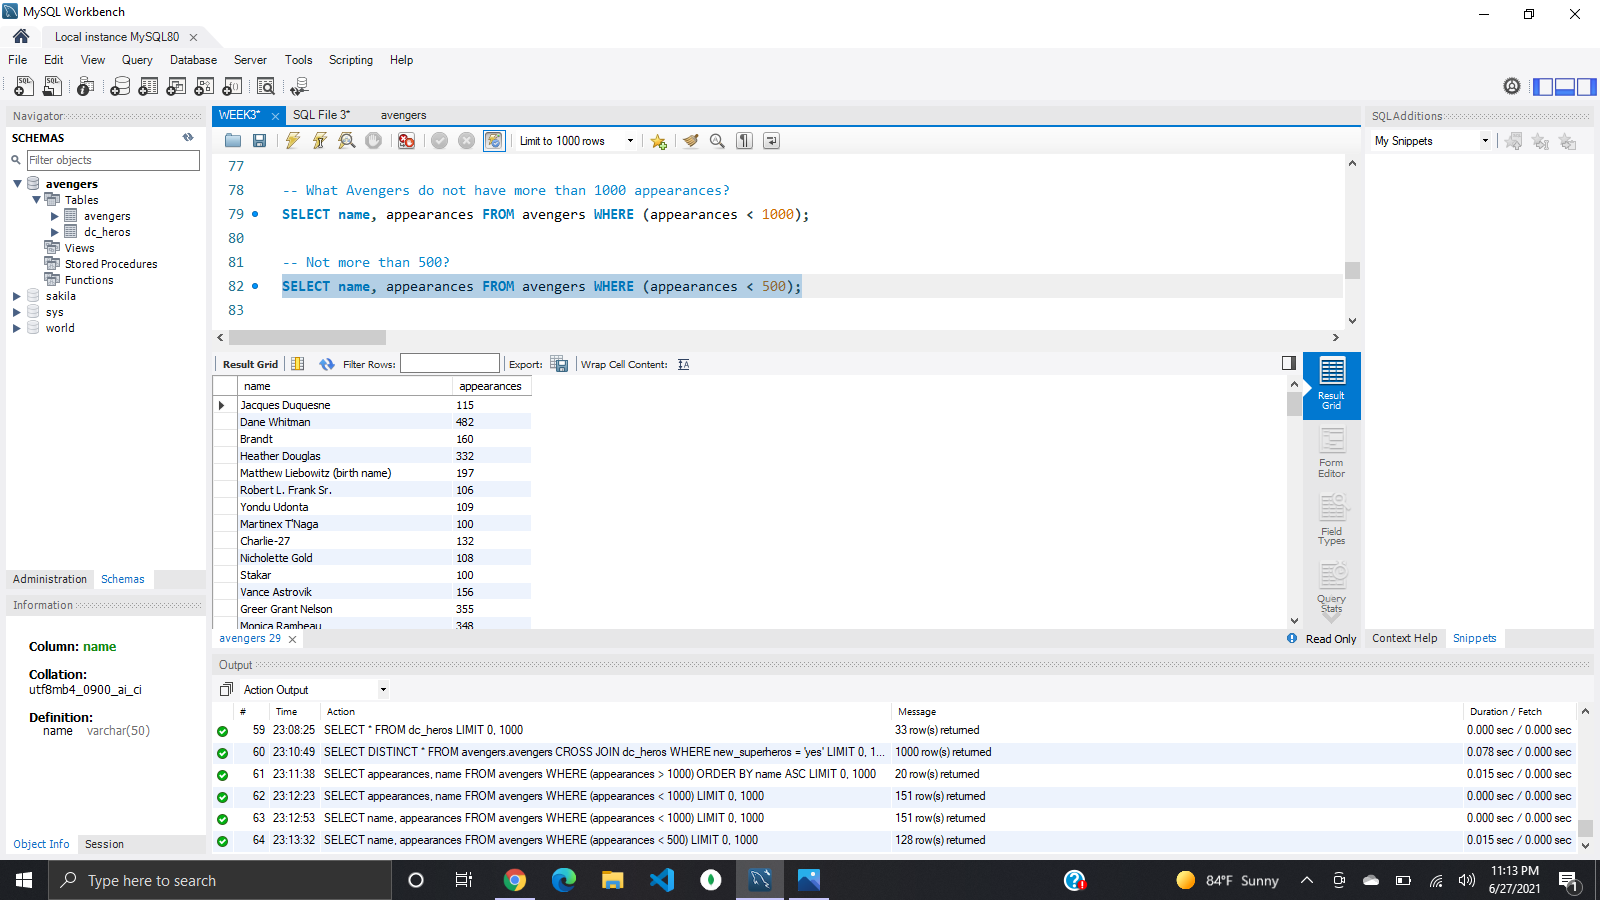 MySQL Workbench
Local instance MySQL80
File Edit View Query Database Server Tools Scripting Help
Navigator
SCHEMAS
Filter objects
avengers
Tables
avengers
dc_heros
Views
Stored Procedures
Functions
sakila
sys
world
Administration Schemas
Information
Column: name
Collation:
utf8mb4_0900_ai_ci
Definition:
name varchar(50)
Object Info Session
WEEK3* SQL File 3* avengers
Limit to 1000 rows
77
78 -- What Avengers do not have more than 1000 appearances?
79 SELECT name, appearances FROM avengers WHERE (appearances < 1000);
80
81 -- Not more than 500?
82 SELECT name, appearances FROM avengers WHERE (appearances < 500);
83
Result Grid Filter Rows: Export: Wrap Cell Content:
name appearances
Jacques Duquesne 115
Dane Whitman 482
Brandt 160
Heather Douglas 332
Matthew Liebowitz (birth name) 197
Robert L. Frank Sr. 106
Yondu Udonta 109
Martinex T'Naga 100
Charlie-27 132
Nicholette Gold 108
Stakar 100
Vance Astrovik 156
Greer Grant Nelson 355
Monica Rambeau 348
Result
Grid
Form
Editor
Field
Types
Query
Stats
avengers 29
Read Only
SQLAdditions
My Snippets
Context Help Snippets
Output
Action Output
# Time Action Message Duration / Fetch
59 23:08:25 SELECT * FROM dc_heros LIMIT 0, 1000 33 row(s) returned 0.000 sec / 0.000 sec
60 23:10:49 SELECT DISTINCT * FROM avengers.avengers CROSS JOIN dc_heros WHERE new_superheros = 'yes' LIMIT 0, 1... 1000 row(s) returned 0.078 sec / 0.000 sec
61 23:11:38 SELECT appearances, name FROM avengers WHERE (appearances > 1000) ORDER BY name ASC LIMIT 0, 1000 20 row(s) returned 0.015 sec / 0.000 sec
62 23:12:23 SELECT appearances, name FROM avengers WHERE (appearances < 1000) LIMIT 0, 1000 151 row(s) returned 0.000 sec / 0.000 sec
63 23:12:53 SELECT name, appearances FROM avengers WHERE (appearances < 1000) LIMIT 0, 1000 151 row(s) returned 0.000 sec / 0.000 sec
64 23:13:32 SELECT name, appearances FROM avengers WHERE (appearances < 500) LIMIT 0, 1000 128 row(s) returned 0.015 sec / 0.000 sec
Type here to search
84°F Sunny
11:13 PM
6/27/2021
1